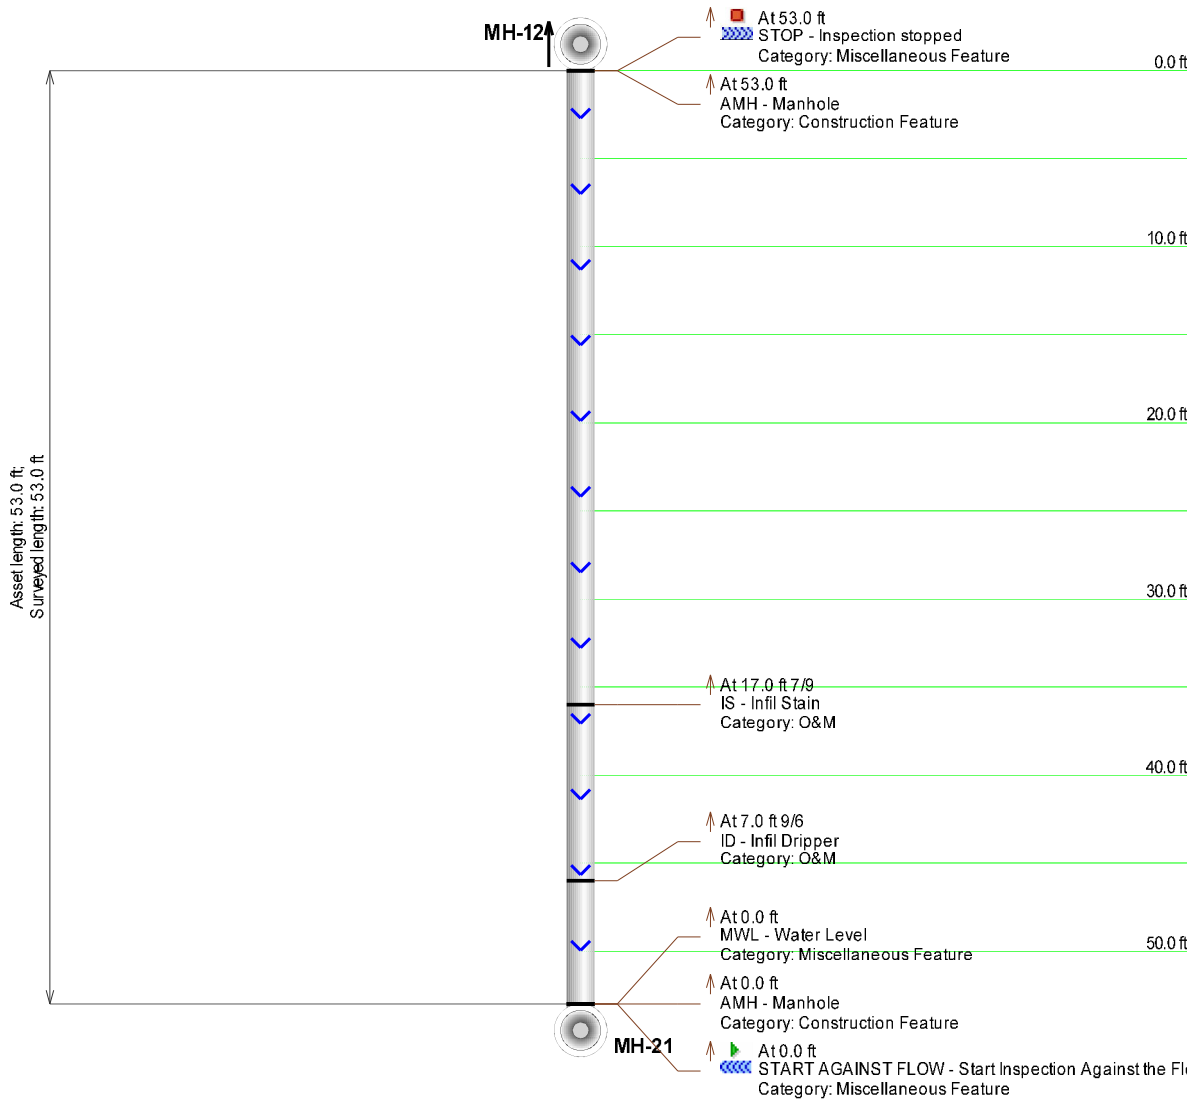 MH-12
At 53.0 ft
STOP - Inspection stopped
Category: Miscellaneous Feature
0.0 ft
At 53.0 ft
AMH - Manhole
Category: Construction Feature
10.0 ft
20.0 ft
Asset length: 53.0 ft;
Surveyed length: 53.0 ft
30.0 ft
At 17.0 ft 7/9
IS - Infil Stain
Category: O&M
40.0 ft
At 7.0 ft 9/6
ID - Infil Dripper
Category: O&M
At 0.0 ft
MWL - Water Level
Category: Miscellaneous Feature
50.0 ft
At 0.0 ft
AMH - Manhole
Category: Construction Feature
MH-21
At 0.0 ft
START AGAINST FLOW - Start Inspection Against the Fl
Category: Miscellaneous Feature